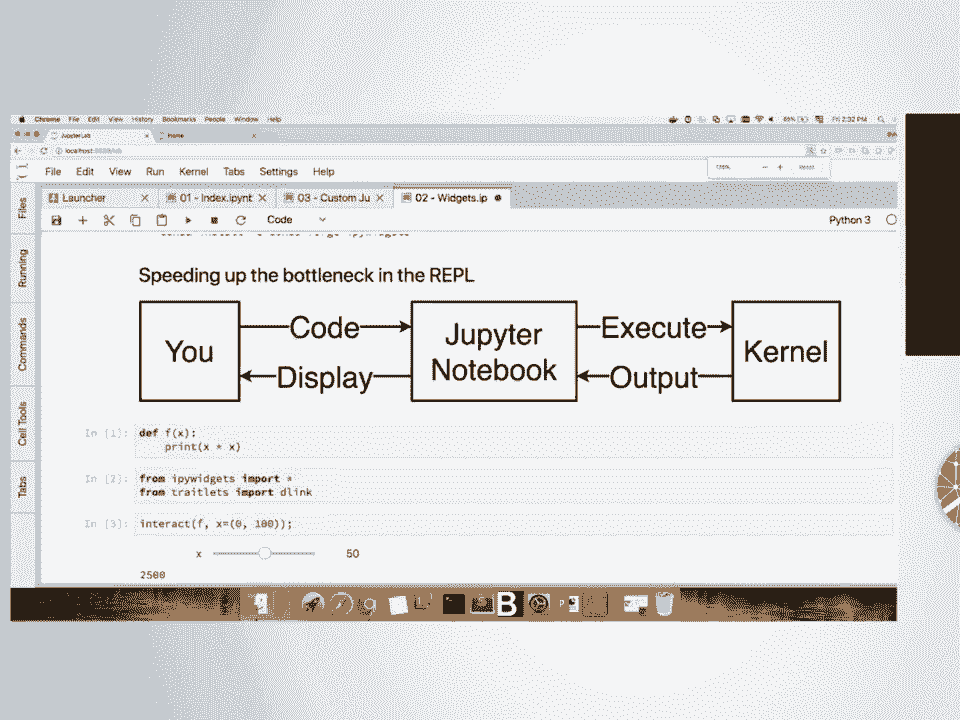 Chrome File Edit View History Bookmarks People Window Help
65% Fri 2:32 PM
JupyterLab Home
localhost:8888/lab
File Edit View Run Kernel Tabs Settings Help
Launcher 01 - Index.ipynt 03 - Custom Ju 02 - Widgets.ip
Code Python 3
Files
Running
Commands
Cell Tools
Tabs
Speeding up the bottleneck in the REPL
You Code Display Jupyter Notebook Execute Output Kernel
In [1]: def f(x):
print(x * x)
In [2]: from ipywidgets import *
from traitlets import dlink
In [3]: interact(f, x=(0, 100));
x 50
2500
B